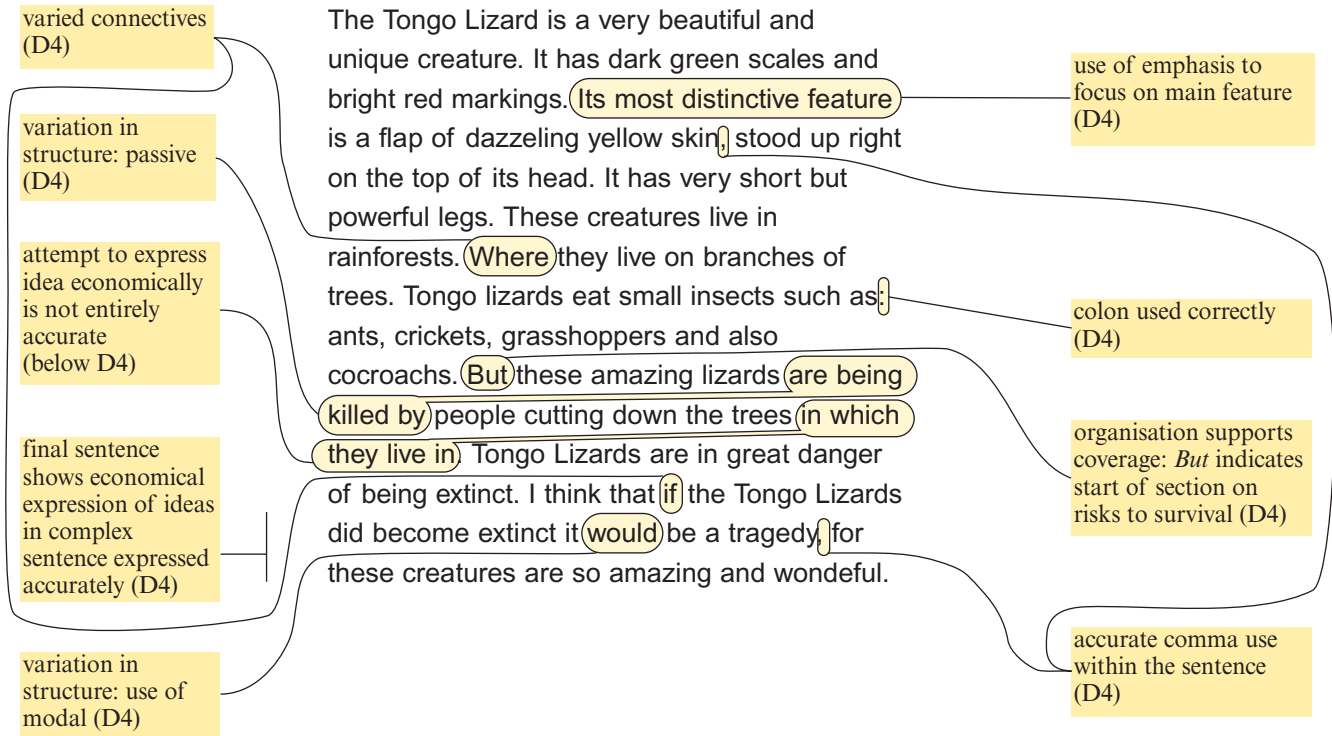 varied connectives
(D4)
variation in
structure: passive
(D4)
attempt to express
idea economically
is not entirely
accurate
(below D4)
final sentence
shows economical
expression of ideas
in complex
sentence expressed
accurately (D4)
variation in
structure: use of
modal (D4)
The Tongo Lizard is a very beautiful and
unique creature. It has dark green scales and
bright red markings. Its most distinctive feature
is a flap of dazzeling yellow skin, stood up right
on the top of its head. It has very short but
powerful legs. These creatures live in
rainforests. Where they live on branches of
trees. Tongo lizards eat small insects such as:
ants, crickets, grasshoppers and also
cocroachs. But these amazing lizards are being
killed by people cutting down the trees in which
they live in. Tongo Lizards are in great danger
of being extinct. I think that if the Tongo Lizards
did become extinct it would be a tragedy, for
these creatures are so amazing and wondeful.
use of emphasis to
focus on main feature
(D4)
colon used correctly
(D4)
organisation supports
coverage: But indicates
start of section on
risks to survival (D4)
accurate comma use
within the sentence
(D4)